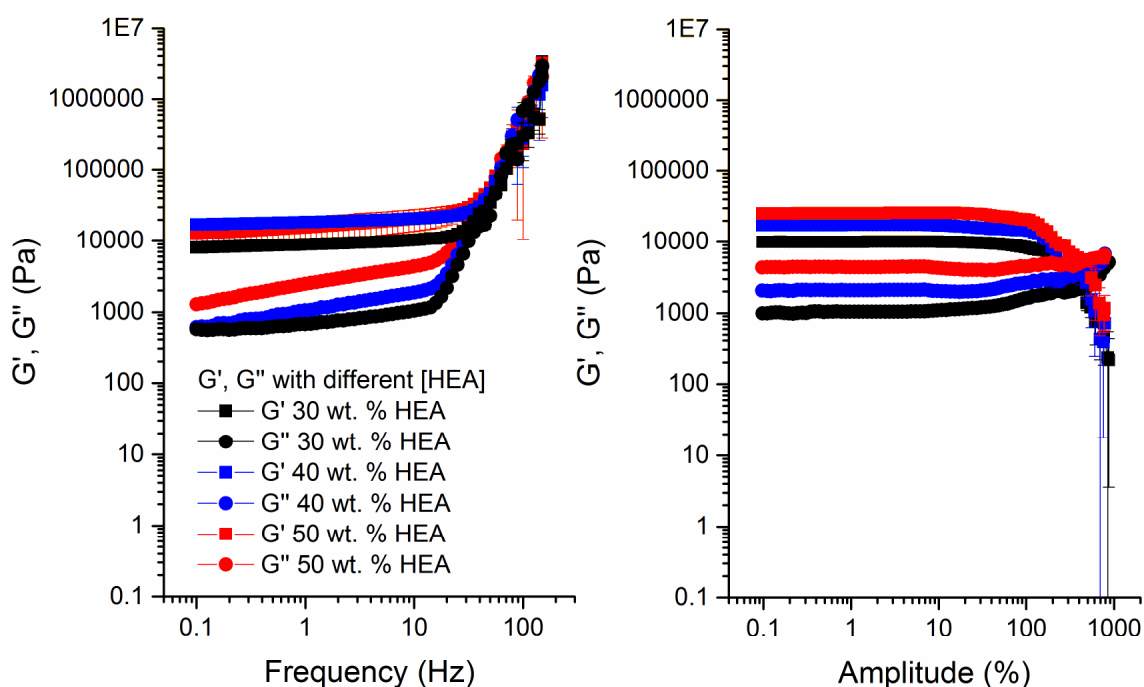 1E7
1000000
100000
10000
1000
100
10
1
0.1
G', G" (Pa)
G', G" with different [HEA]
G' 30 wt. % HEA
G" 30 wt. % HEA
G' 40 wt. % HEA
G" 40 wt. % HEA
G' 50 wt. % HEA
G" 50 wt. % HEA
0.1 1 10 100
Frequency (Hz)
1E7
1000000
100000
10000
1000
100
10
1
0.1
G', G" (Pa)
0.1 1 10 100 1000
Amplitude (%)